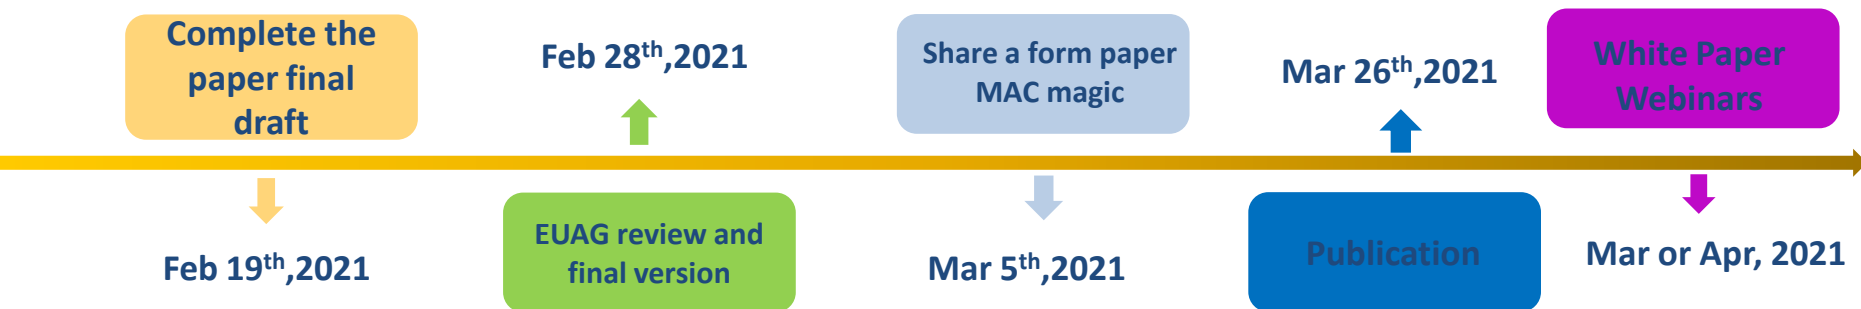 Complete the
paper final
draft
Feb 19th,2021
Feb 28th,2021
EUAG review and
final version
Share a form paper
MAC magic
Mar 5th,2021
Mar 26th,2021
Publication
White Paper
Webinars
Mar or Apr, 2021